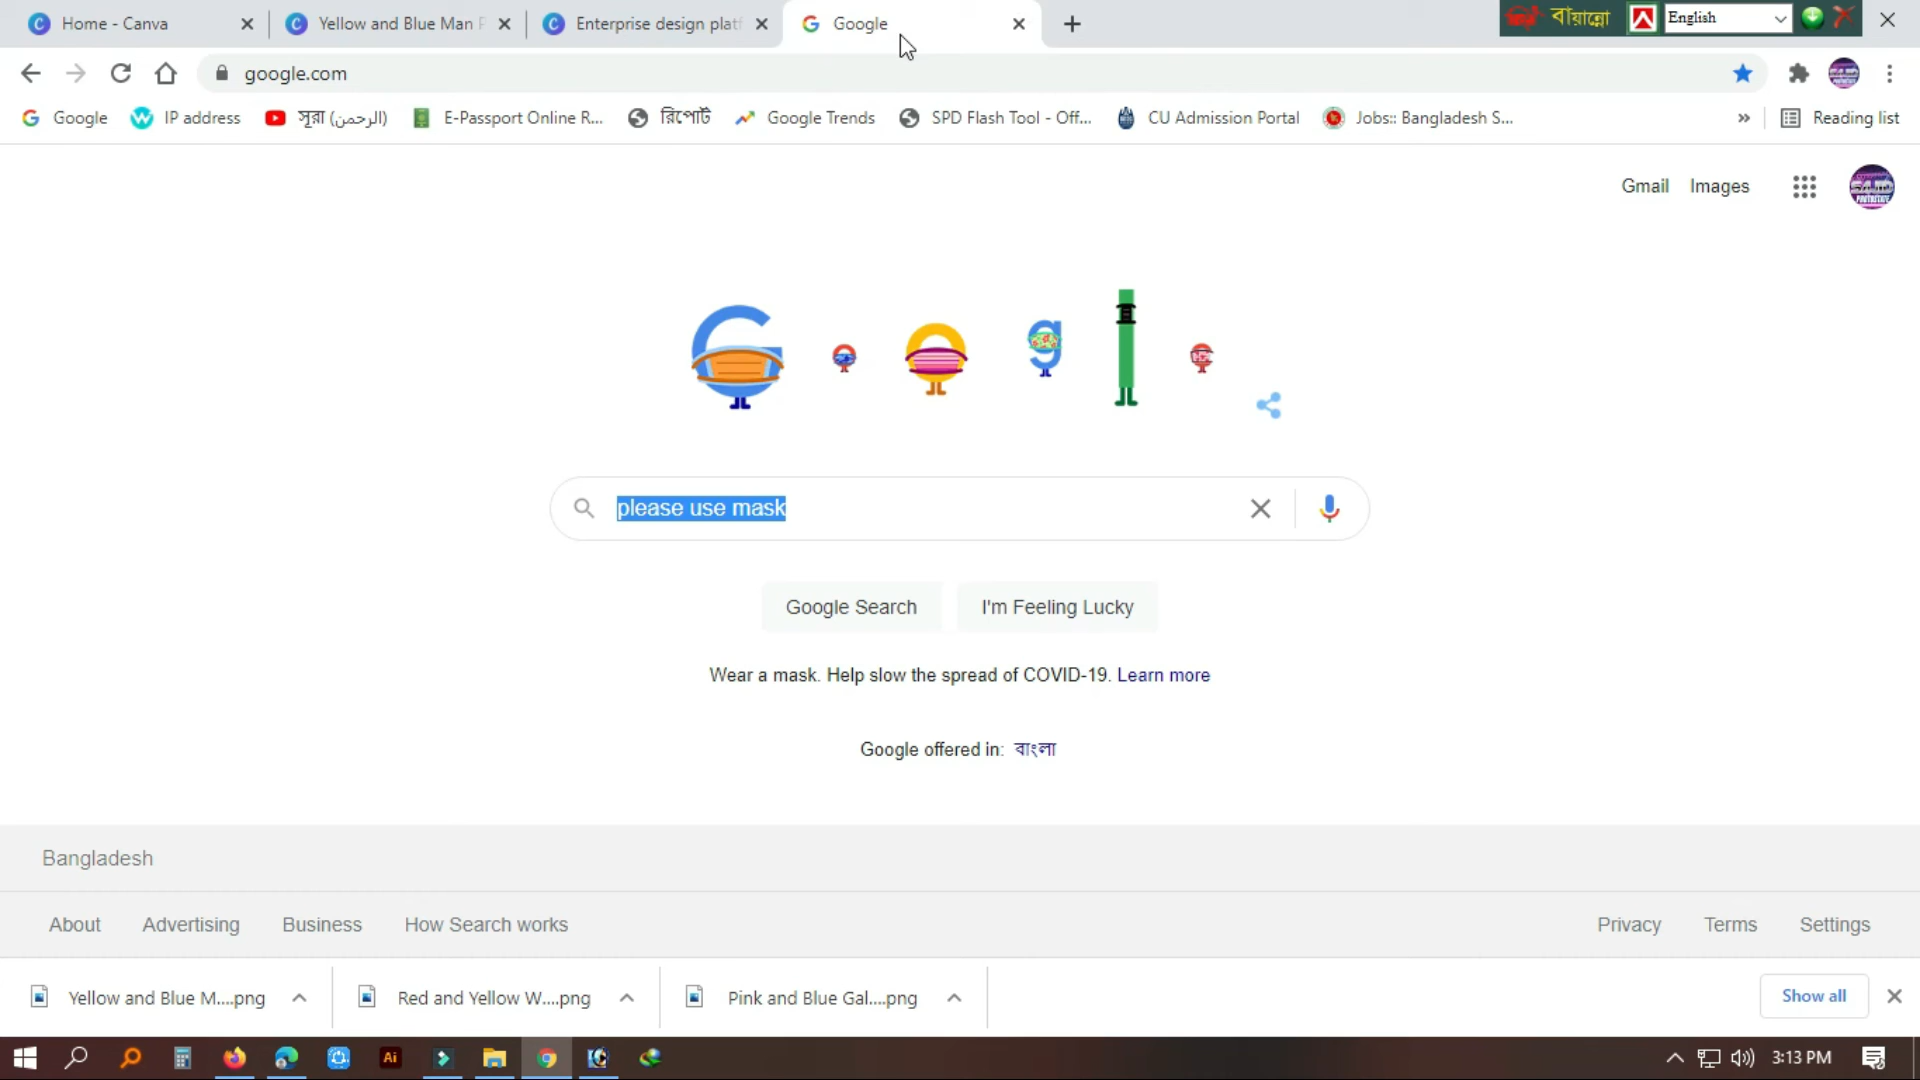 Home - Canva
Yellow and Blue Man P
Enterprise design platf
Google
বায়ান্নো
English
google.com
Google
IP address
সূরা (الرحمن)
E-Passport Online R...
রিপোর্ট
Google Trends
SPD Flash Tool - Off...
CU Admission Portal
Jobs:: Bangladesh S...
»
Reading list
Gmail
Images
please use mask
Google Search
I'm Feeling Lucky
Wear a mask. Help slow the spread of COVID-19. Learn more
Google offered in: বাংলা
Bangladesh
About
Advertising
Business
How Search works
Privacy
Terms
Settings
Yellow and Blue M....png
Red and Yellow W....png
Pink and Blue Gal....png
Show all
Ai
3:13 PM